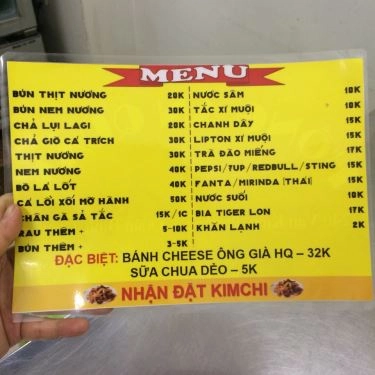 MENU
BÚN THỊT NƯỚNG 20K
BÚN NEM NƯỚNG 30K
CHẢ LỤI LAGI 20K
CHẢ GIÒ CÁ TRÍCH 30K
THỊT NƯỚNG 30K
NEM NƯỚNG 40K
BÒ LÁ LỐT 40K
CÁ LÓI XỐI MỠ HÀNH 50K
CHÂN GÀ SẢ TẮC 15K/1C
RAU THÊM + 5-10K
BÚN THÊM + 3-5K
NƯỚC SÂM 10K
TẮC XÍ MUỘI 10K
CHANH DÂY 15K
LIPTON XÍ MUỘI 15K
TRÀ ĐÀO MIẾNG 17K
PEPSI/7UP/REDBULL/STING 15K
FANTA/MIRINDA (THÁI) 15K
NƯỚC SUỐI 10K
BIA TIGER LON 17K
KHĂN LẠNH 2K
ĐẶC BIỆT: BÁNH CHEESE ÔNG GIÀ HQ – 32K
SỮA CHUA DẺO – 5K
NHẬN ĐẶT KIMCHI